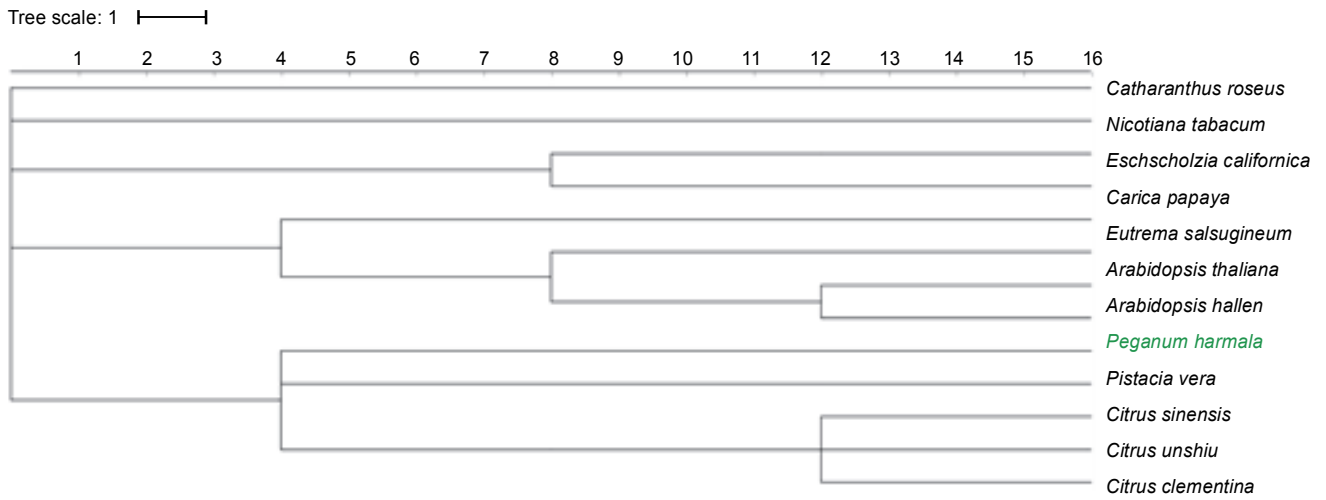 Tree scale: 1
1 2 3 4 5 6 7 8 9 10 11 12 13 14 15 16
Catharanthus roseus
Nicotiana tabacum
Eschscholzia californica
Carica papaya
Eutrema salsugineum
Arabidopsis thaliana
Arabidopsis hallen
Peganum harmala
Pistacia vera
Citrus sinensis
Citrus unshiu
Citrus clementina